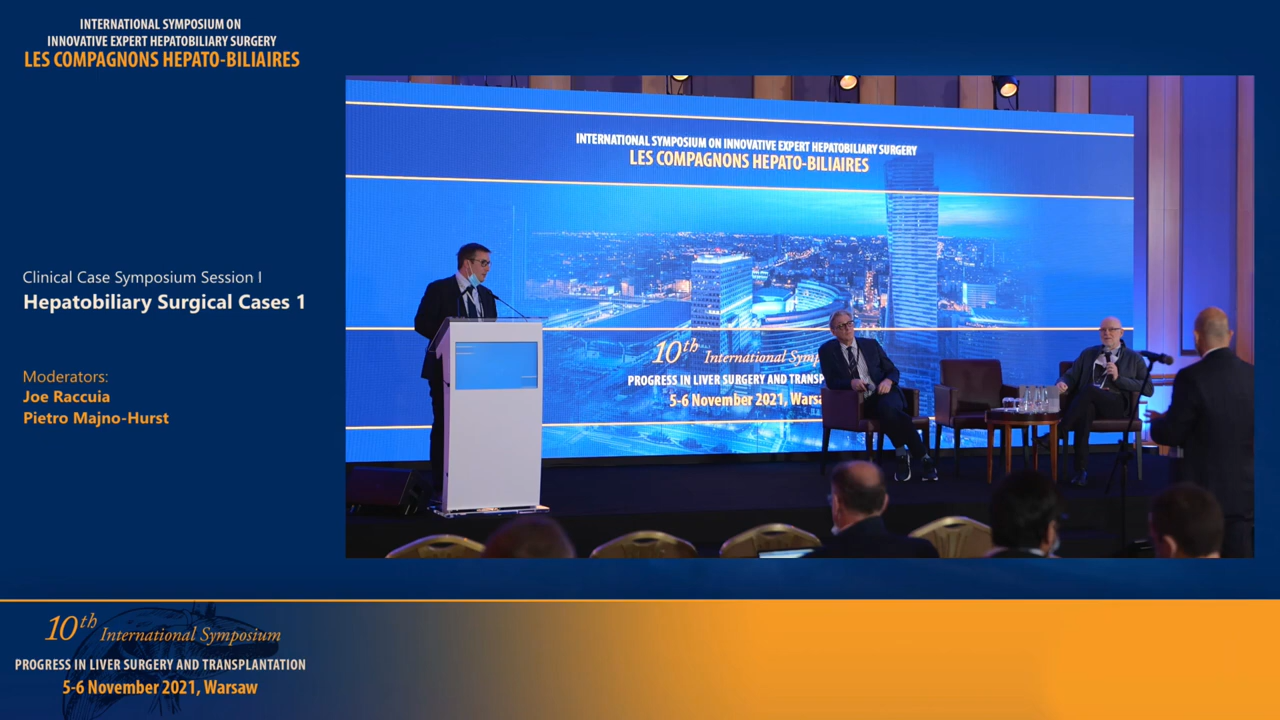 INTERNATIONAL SYMPOSIUM ON
INNOVATIVE EXPERT HEPATOBILIARY SURGERY
LES COMPAGNONS HEPATO-BILIAIRES
Clinical Case Symposium Session I
Hepatobiliary Surgical Cases 1
Moderators:
Joe Raccuia
Pietro Majno-Hurst
INTERNATIONAL SYMPOSIUM ON INNOVATIVE EXPERT HEPATOBILIARY SURGERY
LES COMPAGNONS HEPATO-BILIAIRES
10th International Symp
PROGRESS IN LIVER SURGERY AND TRANSP
5-6 November 2021, Warsa
10th International Symposium
PROGRESS IN LIVER SURGERY AND TRANSPLANTATION
5-6 November 2021, Warsaw